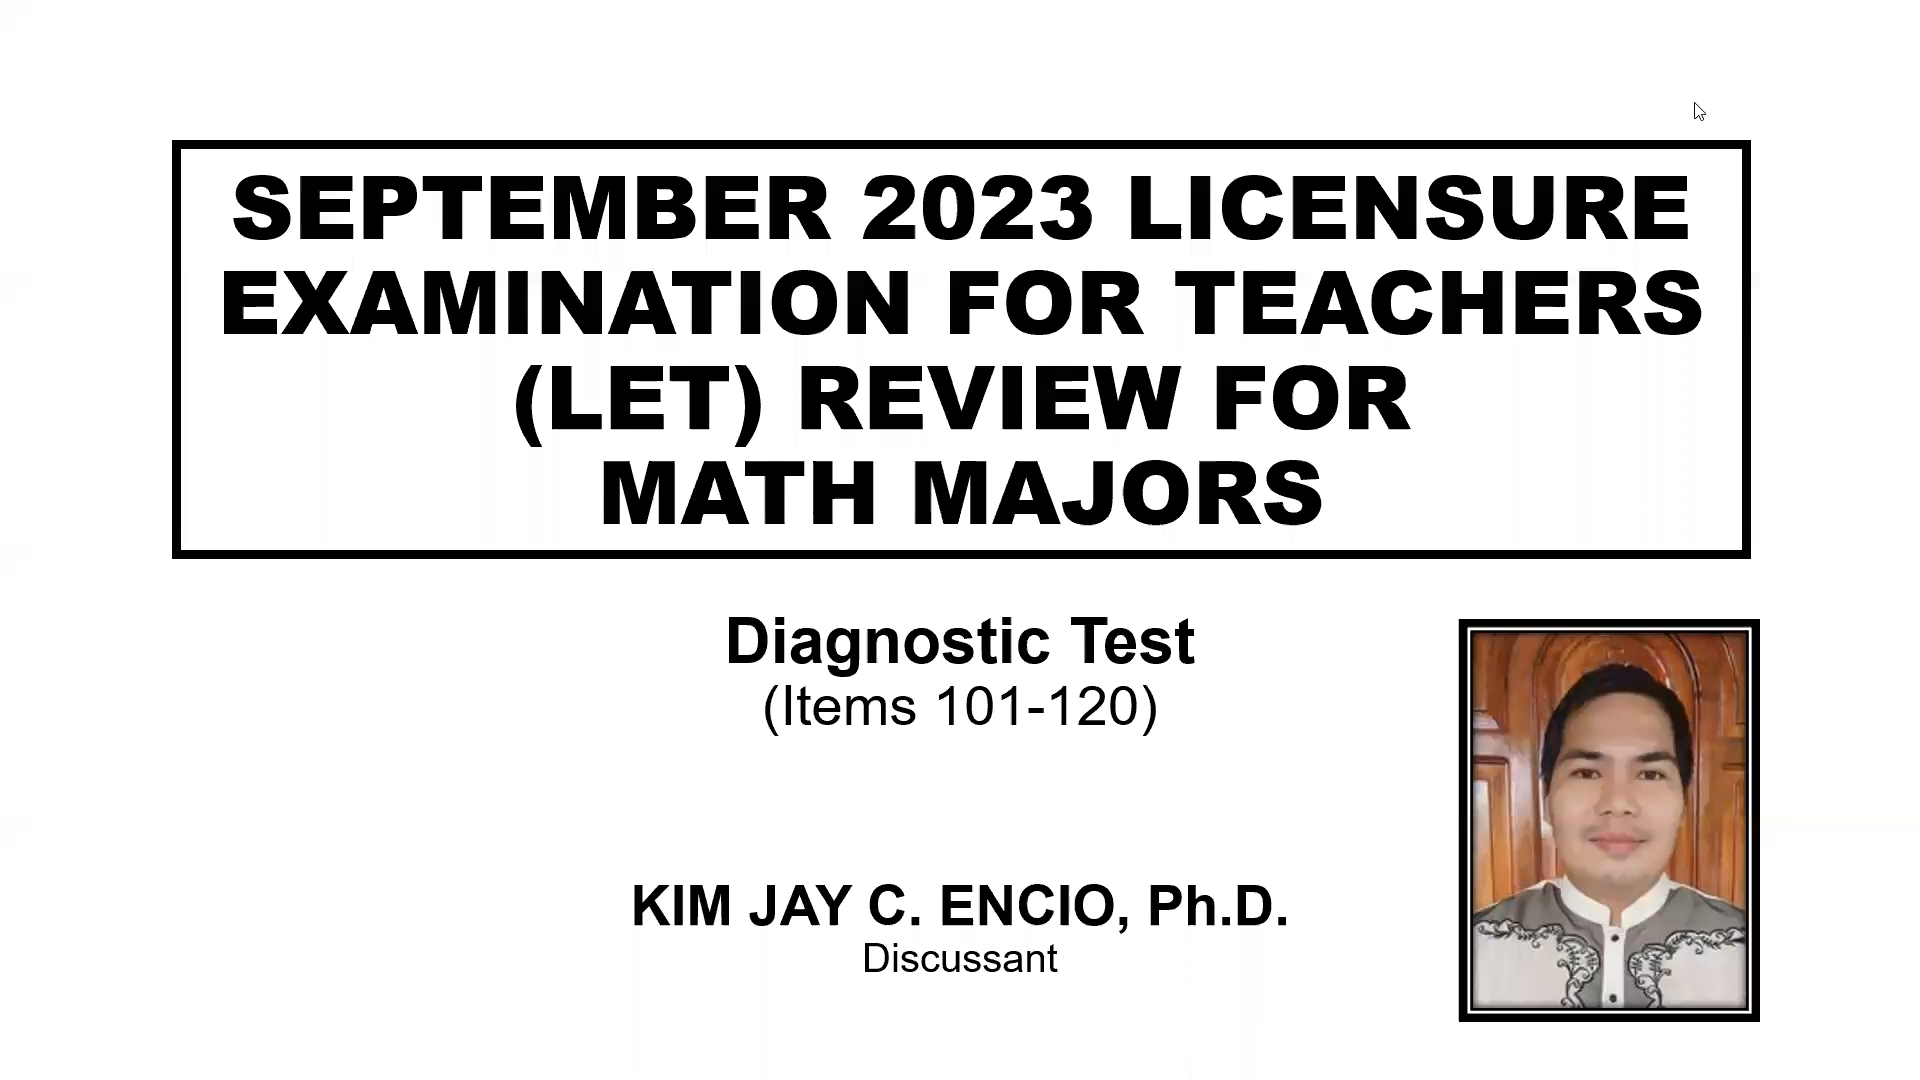 SEPTEMBER 2023 LICENSURE
EXAMINATION FOR TEACHERS
(LET) REVIEW FOR
MATH MAJORS
Diagnostic Test
(Items 101-120)
KIM JAY C. ENCIO, Ph.D.
Discussant